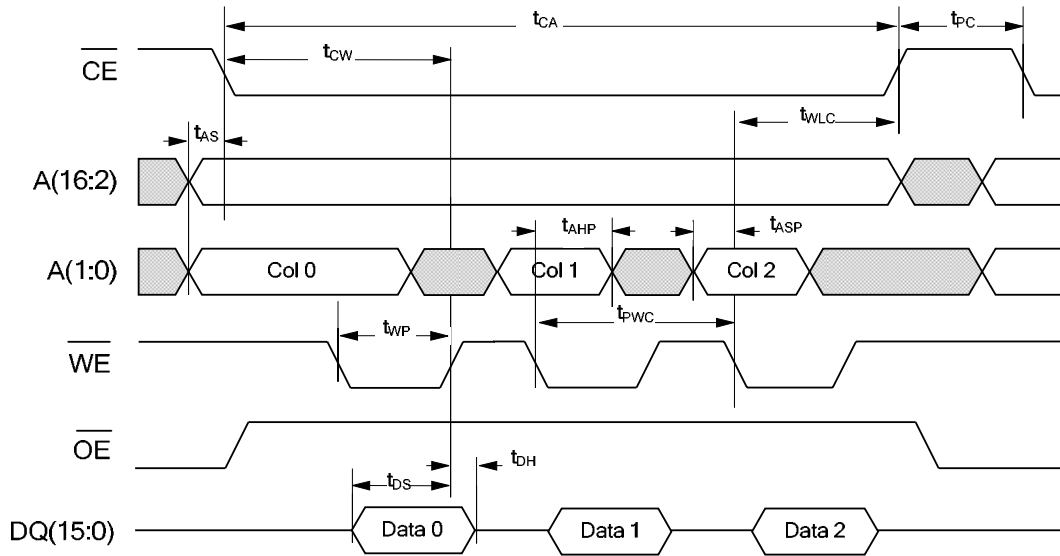 tCA
tPC
tCW
CE
tWLC
tAS
A(16:2)
tAHP
tASP
A(1:0)
Col 0
Col 1
Col 2
tPWC
tWP
WE
OE
tDH
tDS
DQ(15:0)
Data 0
Data 1
Data 2